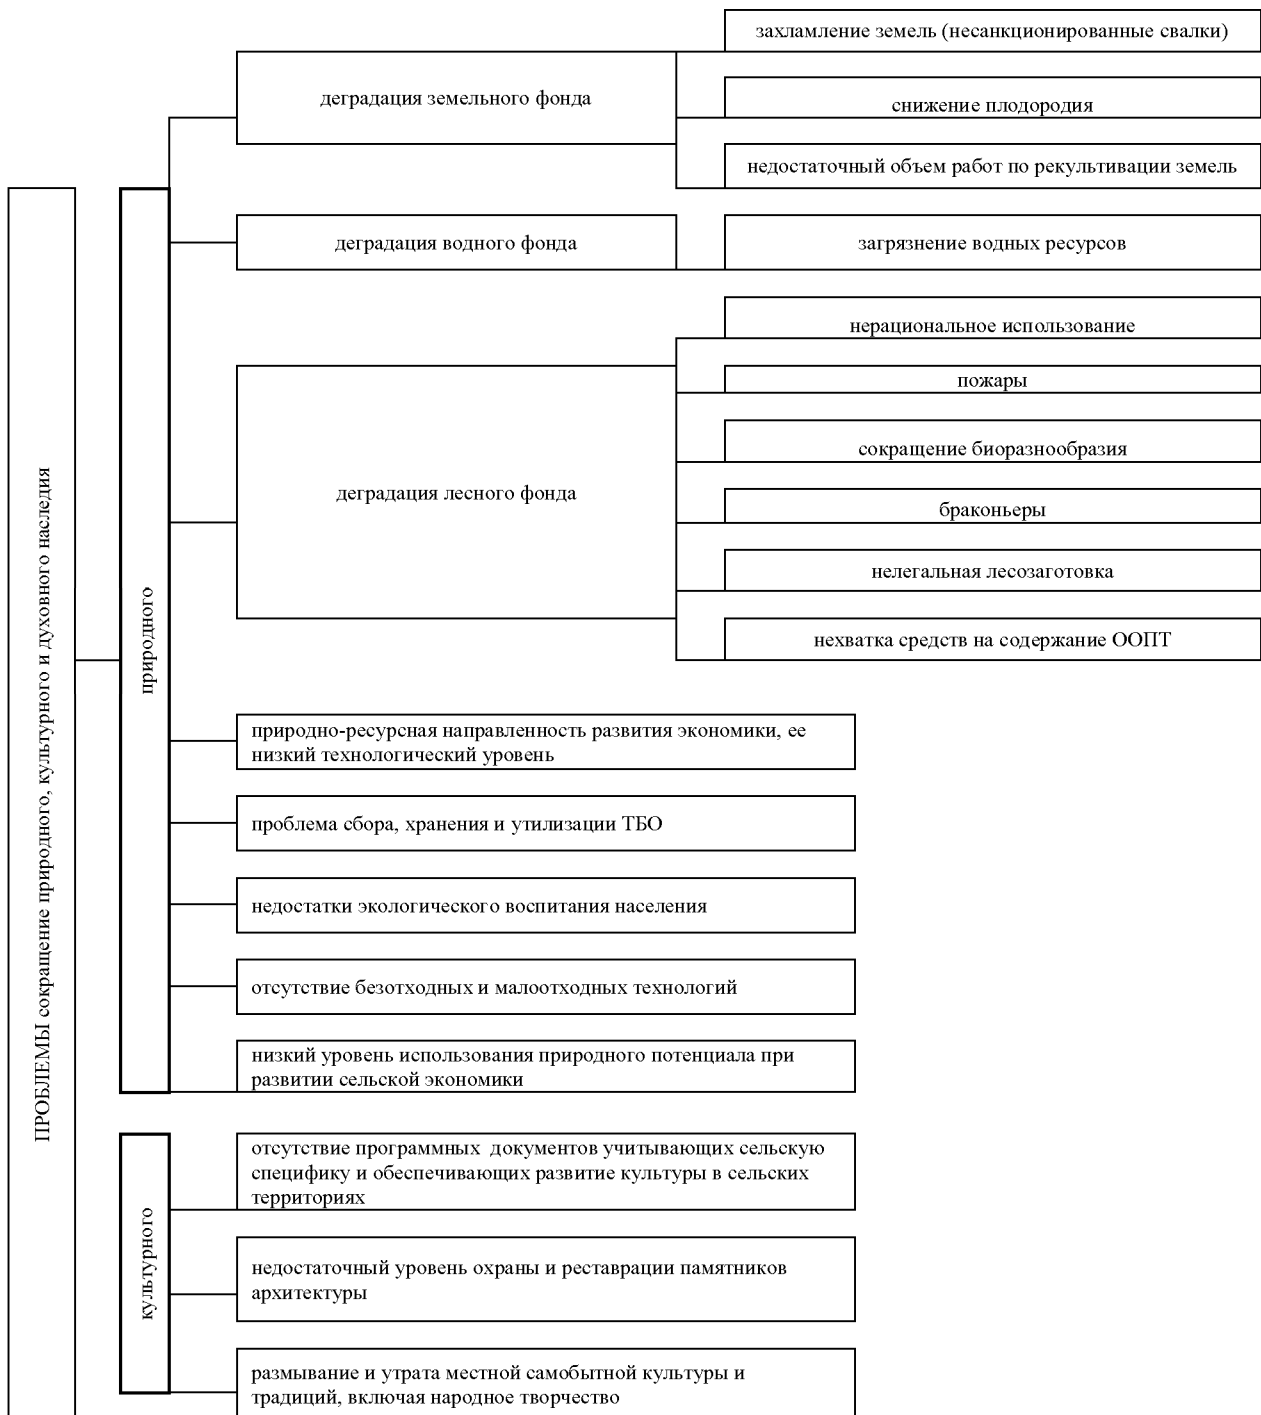 ПРОБЛЕМЫ сокращение природного, культурного и духовного наследия
природного
деградация земельного фонда
захламление земель (несанкционированные свалки)
снижение плодородия
недостаточный объем работ по рекультивации земель
деградация водного фонда
загрязнение водных ресурсов
деградация лесного фонда
нерациональное использование
пожары
сокращение биоразнообразия
браконьеры
нелегальная лесозаготовка
нехватка средств на содержание ООПТ
природно-ресурсная направленность развития экономики, ее
низкий технологический уровень
проблема сбора, хранения и утилизации ТБО
недостатки экологического воспитания населения
отсутствие безотходных и малоотходных технологий
низкий уровень использования природного потенциала при
развитии сельской экономики
культурного
отсутствие программных документов учитывающих сельскую
специфику и обеспечивающих развитие культуры в сельских
территориях
недостаточный уровень охраны и реставрации памятников
архитектуры
размывание и утрата местной самобытной культуры и
традиций, включая народное творчество